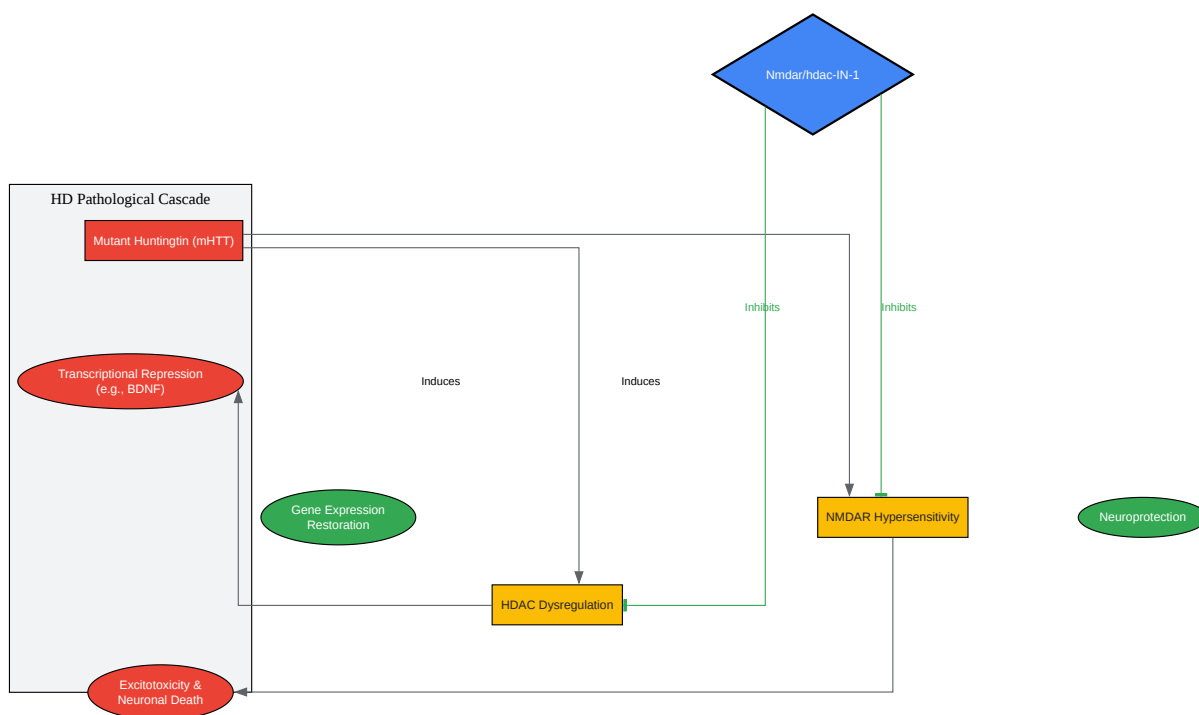 Nmdar/hdac-IN-1
HD Pathological Cascade
Mutant Huntingtin (mHTT)
Inhibits
Inhibits
Transcriptional Repression
(e.g., BDNF)
Induces
Induces
Gene Expression
Restoration
NMDAR Hypersensitivity
Neuroprotection
HDAC Dysregulation
Excitotoxicity &
Neuronal Death